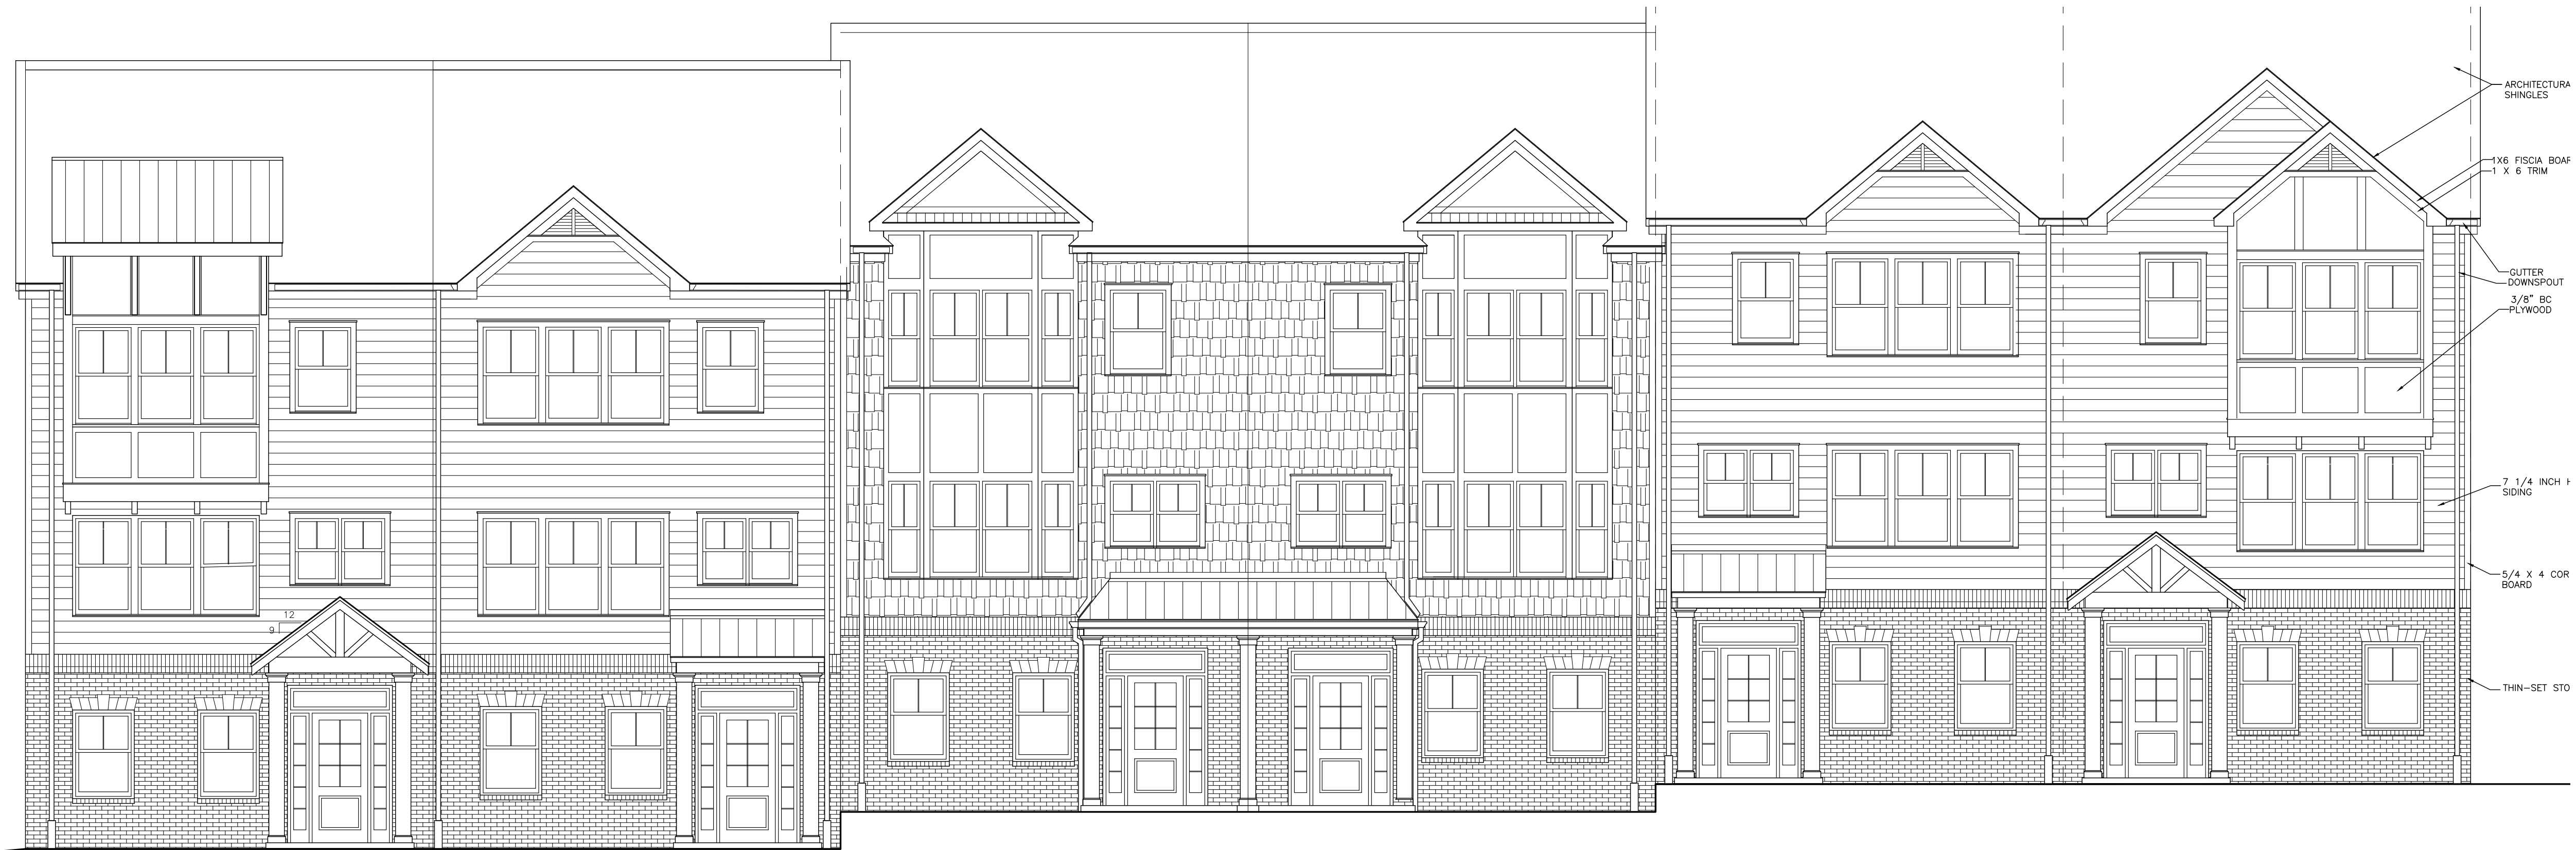 ARCHITECTURA
SHINGLES
1X6 FISCIA BOAR
1 X 6 TRIM
GUTTER
DOWNSPOUT
3/8" BC
PLYWOOD
7 1/4 INCH H
SIDING
12
9
5/4 X 4 COR
BOARD
THIN-SET STO